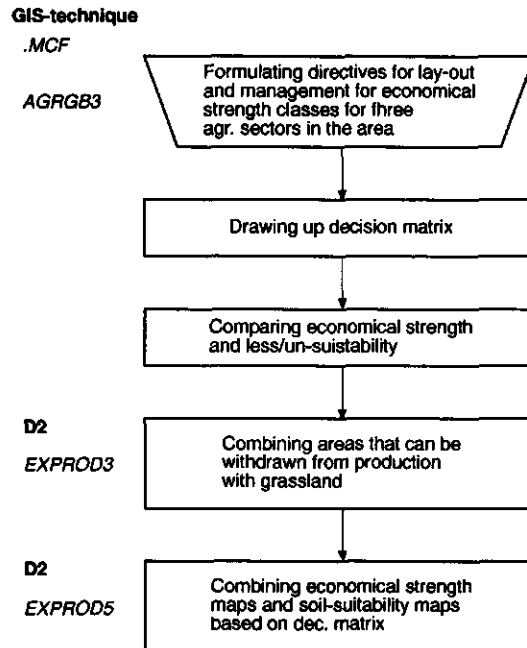 GIS-technique
.MCF
AGRGB3
Formulating directives for lay-out
and management for economical
strength classes for fhree
agr. sectors in the area
Drawing up decision matrix
Comparing economical strength
and less/un-suistability
D2
EXPROD3
Combining areas that can be
withdrawn from production
with grassland
D2
EXPROD5
Combining economical strength
maps and soil-suitability maps
based on dec. matrix